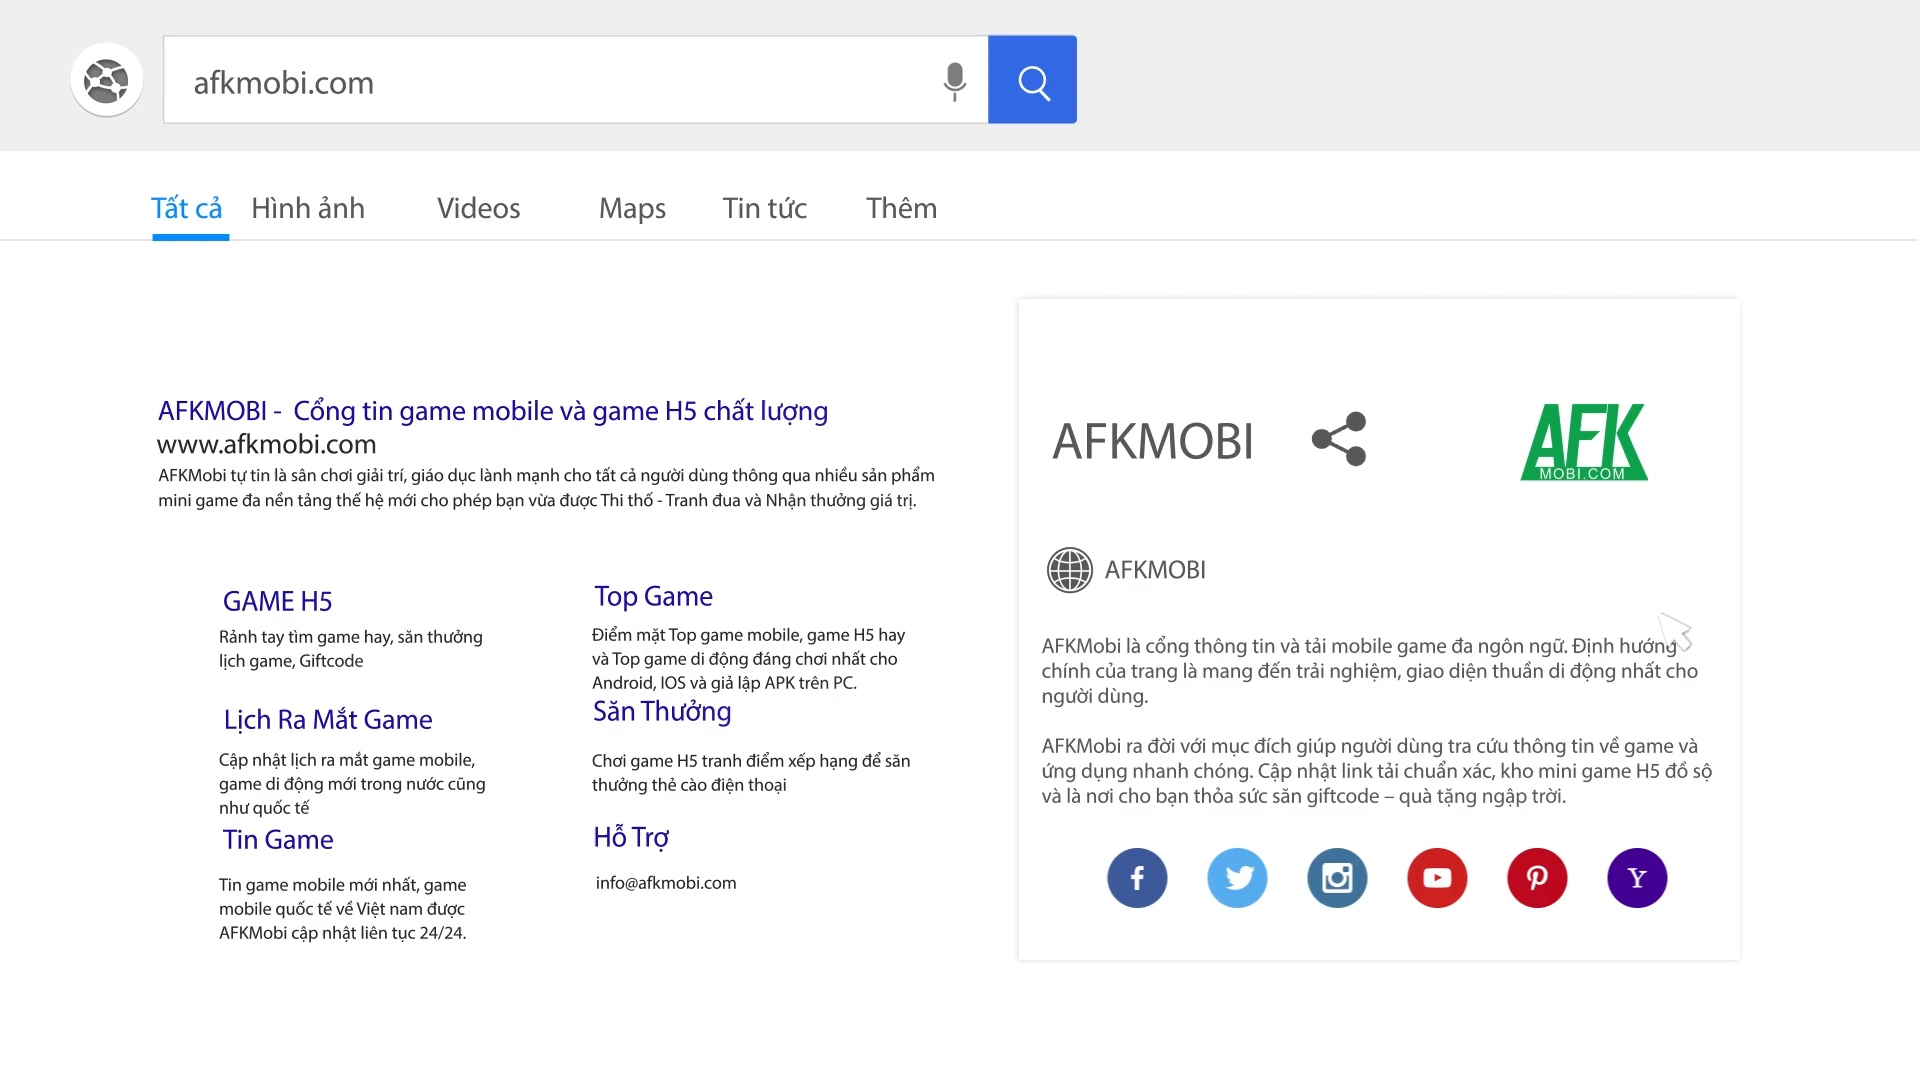 afkmobi.com
Tất cả Hình ảnh Videos Maps Tin tức Thêm
AFKMOBI - Cổng tin game mobile và game H5 chất lượng
www.afkmobi.com
AFKMobi tự tin là sân chơi giải trí, giáo dục lành mạnh cho tất cả người dùng thông qua nhiều sản phẩm
mini game đa nền tảng thế hệ mới cho phép bạn vừa được Thi thố - Tranh đua và Nhận thưởng giá trị.
GAME H5
Rảnh tay tìm game hay, săn thưởng
lịch game, Giftcode
Lịch Ra Mắt Game
Cập nhật lịch ra mắt game mobile,
game di động mới trong nước cũng
như quốc tế
Tin Game
Tin game mobile mới nhất, game
mobile quốc tế về Việt nam được
AFKMobi cập nhật liên tục 24/24.
Top Game
Điểm mặt Top game mobile, game H5 hay
và Top game di động đáng chơi nhất cho
Android, IOS và giả lập APK trên PC.
Săn Thưởng
Chơi game H5 tranh điểm xếp hạng để săn
thưởng thẻ cào điện thoại
Hỗ Trợ
info@afkmobi.com
AFKMOBI
AFK
MOBI.COM
AFKMOBI
AFKMobi là cổng thông tin và tải mobile game đa ngôn ngữ. Định hướng
chính của trang là mang đến trải nghiệm, giao diện thuần di động nhất cho
người dùng.
AFKMobi ra đời với mục đích giúp người dùng tra cứu thông tin về game và
ứng dụng nhanh chóng. Cập nhật link tải chuẩn xác, kho mini game H5 đồ sộ
và là nơi cho bạn thỏa sức săn giftcode – quà tặng ngập trời.